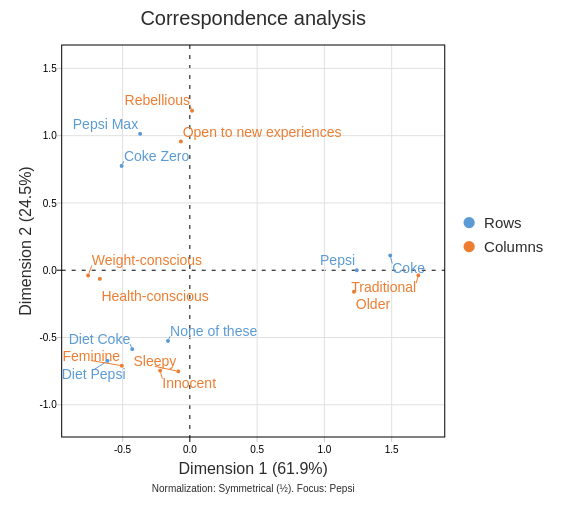 Correspondence analysis
1.5
Rebellious
Pepsi Max
1.0
Open to new experiences
Coke Zero
0.5
Dimension 2 (24.5%)
Rows
Columns
Weight-conscious
Pepsi
Coke
0.0
Health-conscious
Traditional
Older
None of these
-0.5
Diet Coke
Feminine
Sleepy
Diet Pepsi
Innocent
-1.0
-0.5 0.0 0.5 1.0 1.5
Dimension 1 (61.9%)
Normalization: Symmetrical (½). Focus: Pepsi